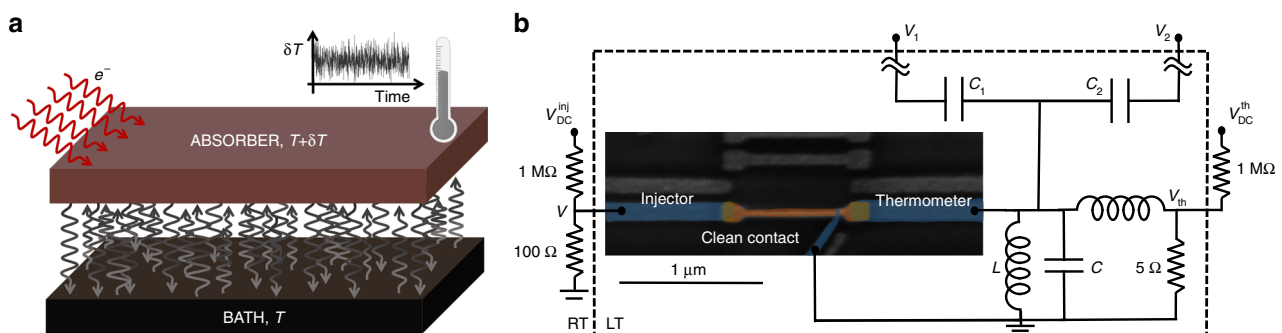 a
δT
Time
e⁻
ABSORBER, T+δT
BATH, T
b
V₁
V₂
C₁
C₂
V_DC^inj
V_DC^th
1 MΩ
1 MΩ
Injector
Thermometer
V_th
V
Clean contact
100 Ω
L
C
5 Ω
1 μm
RT
LT